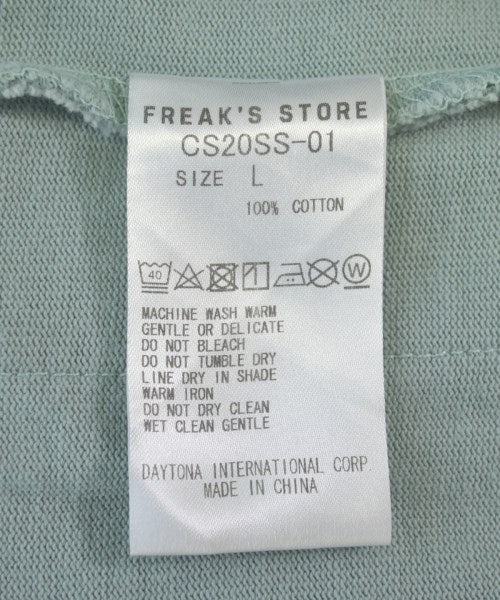 FREAK'S STORE
CS20SS-01
SIZE L
100% COTTON
40 W
MACHINE WASH WARM
GENTLE OR DELICATE
DO NOT BLEACH
DO NOT TUMBLE DRY
LINE DRY IN SHADE
WARM IRON
DO NOT DRY CLEAN
WET CLEAN GENTLE
DAYTONA INTERNATIONAL CORP.
MADE IN CHINA